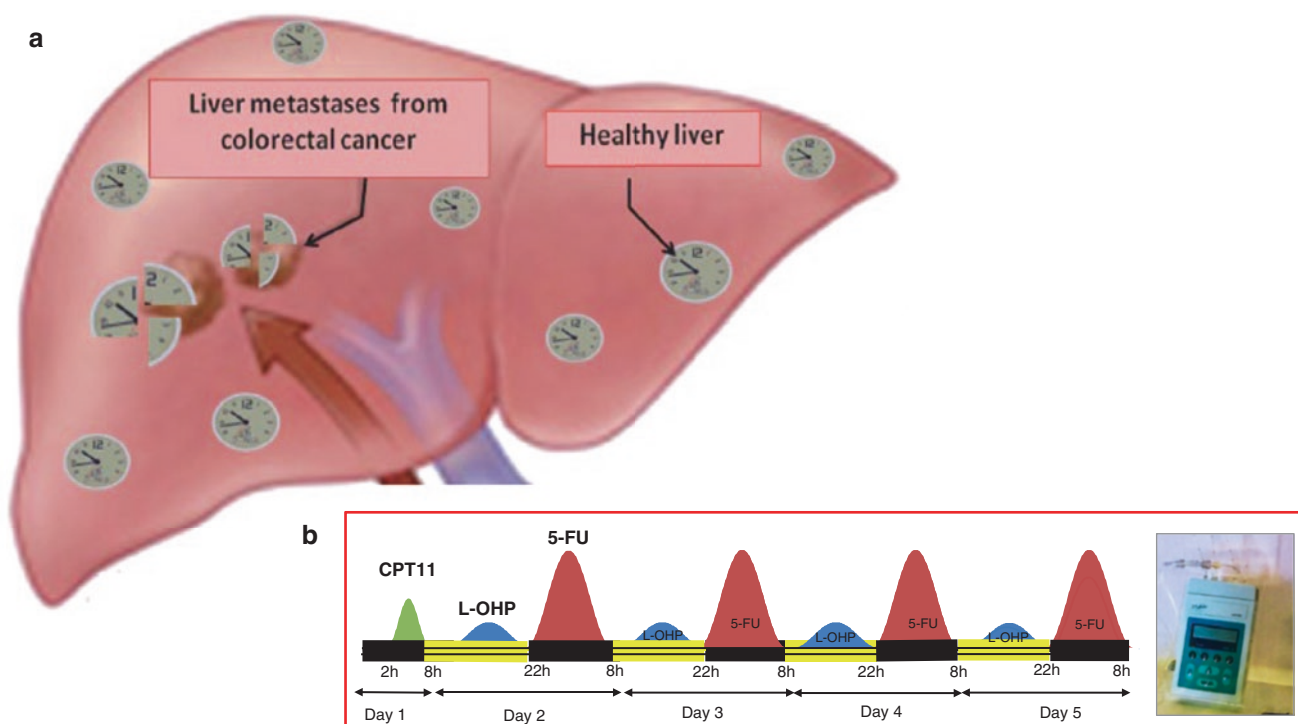 a
Liver metastases from
colorectal cancer
Healthy liver
b
CPT11
L-OHP
5-FU
L-OHP
5-FU
L-OHP
5-FU
L-OHP
5-FU
2h 8h 22h 8h 22h 8h 22h 8h 22h 8h
Day 1 Day 2 Day 3 Day 4 Day 5